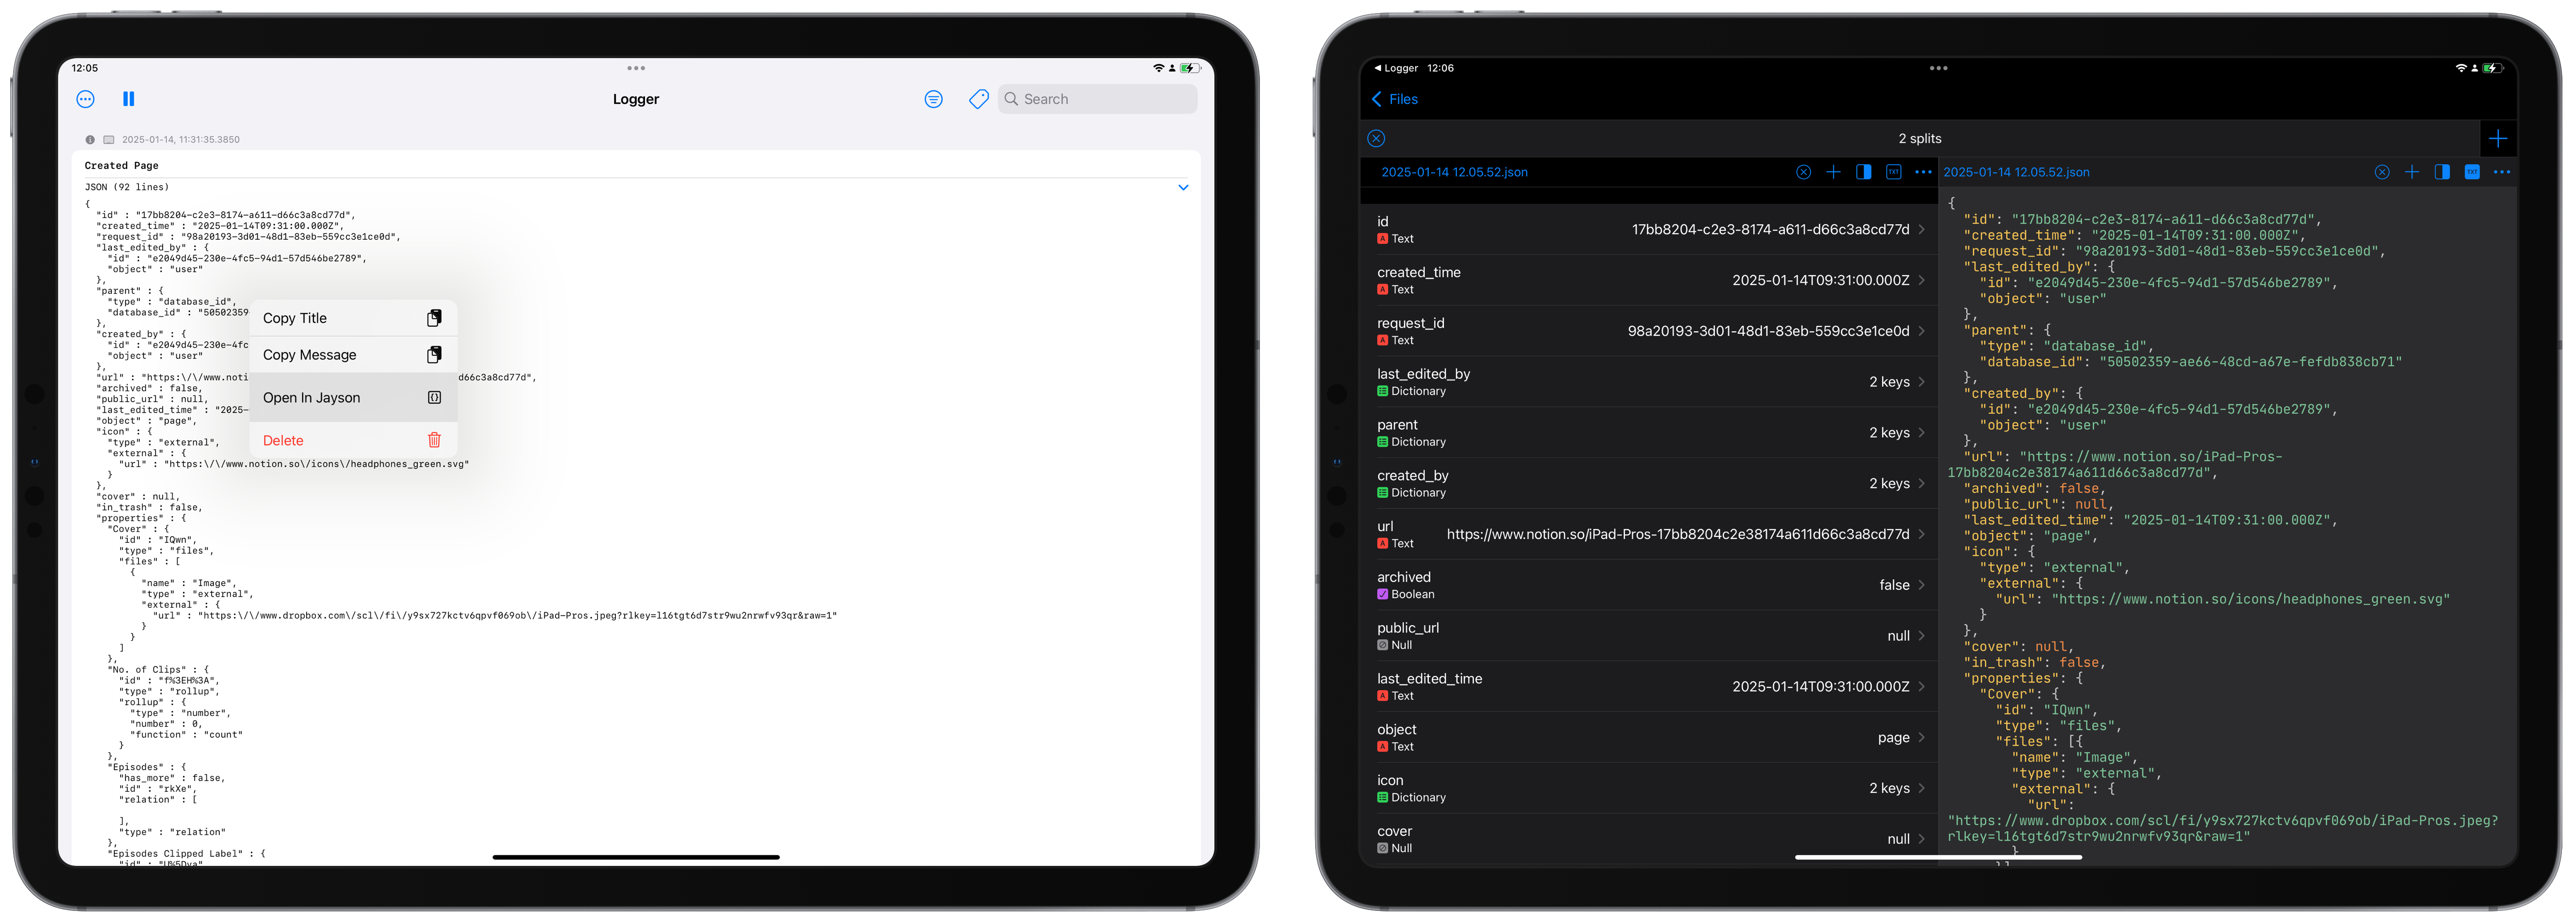 12:05
Logger
Search
2025-01-14, 11:31:35.3850
Created Page
JSON (92 lines)
{
"id" : "17bb8204-c2e3-8174-a611-d66c3a8cd77d",
"created_time" : "2025-01-14T09:31:00.000Z",
"request_id" : "98a20193-3d01-48d1-83eb-559cc3e1ce0d",
"last_edited_by" : {
"id" : "e2049d45-230e-4fc5-94d1-57d546be2789",
"object" : "user"
},
"parent" : {
"type" : "database_id",
"database_id" : "50502359
},
"created_by" : {
"id" : "e2049d45-230e-4fc
"object" : "user"
},
"url" : "https:\/\/www.noti d66c3a8cd77d",
"archived" : false,
"public_url" : null,
"last_edited_time" : "2025-
"object" : "page",
"icon" : {
"type" : "external",
"external" : {
"url" : "https:\/\/www.notion.so\/icons\/headphones_green.svg"
}
},
"cover" : null,
"in_trash" : false,
"properties" : {
"Cover" : {
"id" : "IQwn",
"type" : "files",
"files" : [
{
"name" : "Image",
"type" : "external",
"external" : {
"url" : "https:\/\/www.dropbox.com\/scl\/fi\/y9sx727kctv6qpvf069ob\/iPad-Pros.jpeg?rlkey=l16tgt6d7str9wu2nrwfv93qr&raw=1"
}
}
]
},
"No. of Clips" : {
"id" : "f%3EH%3A",
"type" : "rollup",
"rollup" : {
"type" : "number",
"number" : 0,
"function" : "count"
}
},
"Episodes" : {
"has_more" : false,
"id" : "rkXe",
"relation" : [
],
"type" : "relation"
},
"Episodes Clipped Label" : {
"id" : "U%5Dya"
Copy Title
Copy Message
Open In Jayson
Delete
Logger 12:06
Files
2 splits
2025-01-14 12.05.52.json
TXT
id
Text
17bb8204-c2e3-8174-a611-d66c3a8cd77d
created_time
Text
2025-01-14T09:31:00.000Z
request_id
Text
98a20193-3d01-48d1-83eb-559cc3e1ce0d
last_edited_by
Dictionary
2 keys
parent
Dictionary
2 keys
created_by
Dictionary
2 keys
url
Text
https://www.notion.so/iPad-Pros-17bb8204c2e38174a611d66c3a8cd77d
archived
Boolean
false
public_url
Null
null
last_edited_time
Text
2025-01-14T09:31:00.000Z
object
Text
page
icon
Dictionary
2 keys
cover
Null
null
2025-01-14 12.05.52.json
TXT
{
"id": "17bb8204-c2e3-8174-a611-d66c3a8cd77d",
"created_time": "2025-01-14T09:31:00.000Z",
"request_id": "98a20193-3d01-48d1-83eb-559cc3e1ce0d",
"last_edited_by": {
"id": "e2049d45-230e-4fc5-94d1-57d546be2789",
"object": "user"
},
"parent": {
"type": "database_id",
"database_id": "50502359-ae66-48cd-a67e-fefdb838cb71"
},
"created_by": {
"id": "e2049d45-230e-4fc5-94d1-57d546be2789",
"object": "user"
},
"url": "https://www.notion.so/iPad-Pros-
17bb8204c2e38174a611d66c3a8cd77d",
"archived": false,
"public_url": null,
"last_edited_time": "2025-01-14T09:31:00.000Z",
"object": "page",
"icon": {
"type": "external",
"external": {
"url": "https://www.notion.so/icons/headphones_green.svg"
}
},
"cover": null,
"in_trash": false,
"properties": {
"Cover": {
"id": "IQwn",
"type": "files",
"files": [{
"name": "Image",
"type": "external",
"external": {
"url":
"https://www.dropbox.com/scl/fi/y9sx727kctv6qpvf069ob/iPad-Pros.jpeg?
rlkey=l16tgt6d7str9wu2nrwfv93qr&raw=1"
}
}]